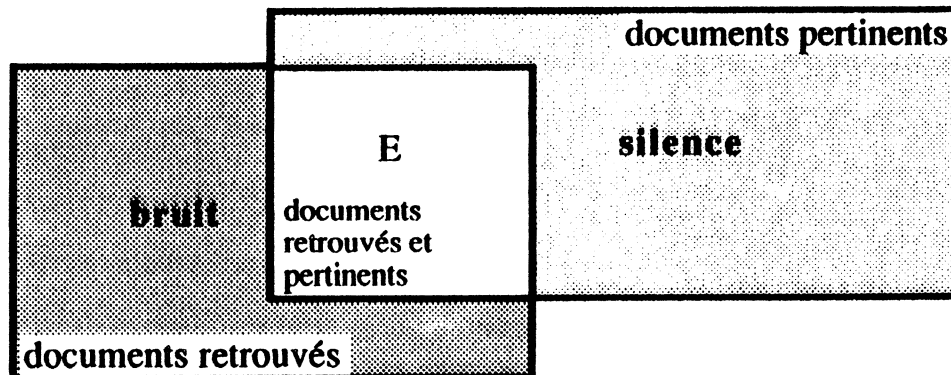 documents pertinents
E
silence
bruit
documents
retrouvés et
pertinents
documents retrouvés